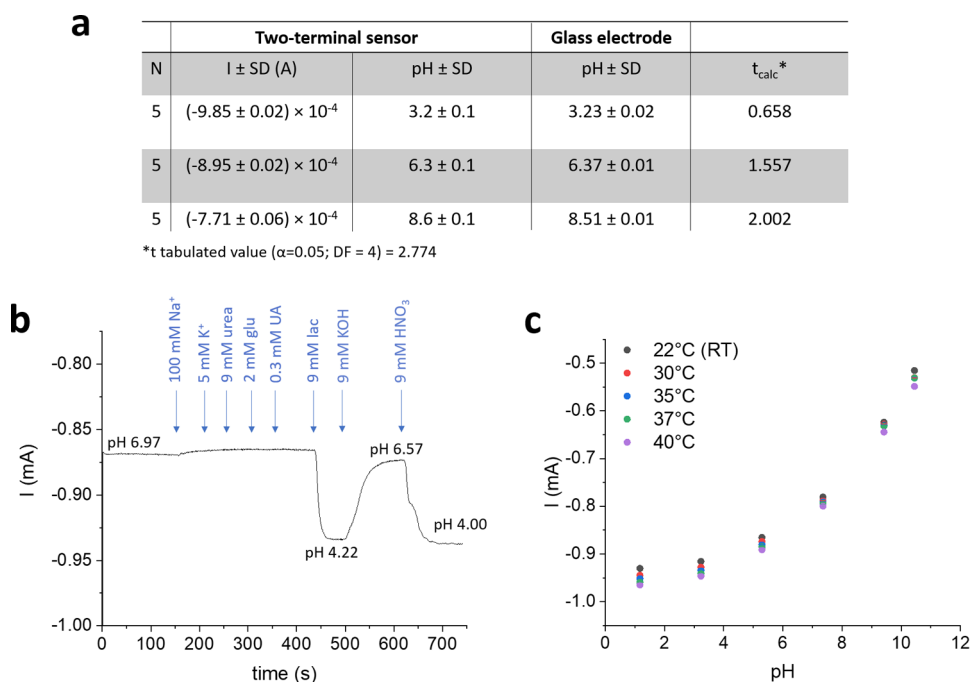 a
Two-terminal sensor Glass electrode
N I ± SD (A) pH ± SD pH ± SD tcalc*
5 (-9.85 ± 0.02) × 10-4 3.2 ± 0.1 3.23 ± 0.02 0.658
5 (-8.95 ± 0.02) × 10-4 6.3 ± 0.1 6.37 ± 0.01 1.557
5 (-7.71 ± 0.06) × 10-4 8.6 ± 0.1 8.51 ± 0.01 2.002
*t tabulated value (α=0.05; DF = 4) = 2.774
b
100 mM Na+
5 mM K+
9 mM urea
2 mM glu
0.3 mM UA
9 mM lac
9 mM KOH
9 mM HNO3
pH 6.97
pH 6.57
pH 4.22
pH 4.00
I (mA)
-0.80
-0.85
-0.90
-0.95
-1.00
0 100 200 300 400 500 600 700
time (s)
c
22°C (RT)
30°C
35°C
37°C
40°C
I (mA)
-0.5
-0.6
-0.7
-0.8
-0.9
-1.0
0 2 4 6 8 10 12
pH